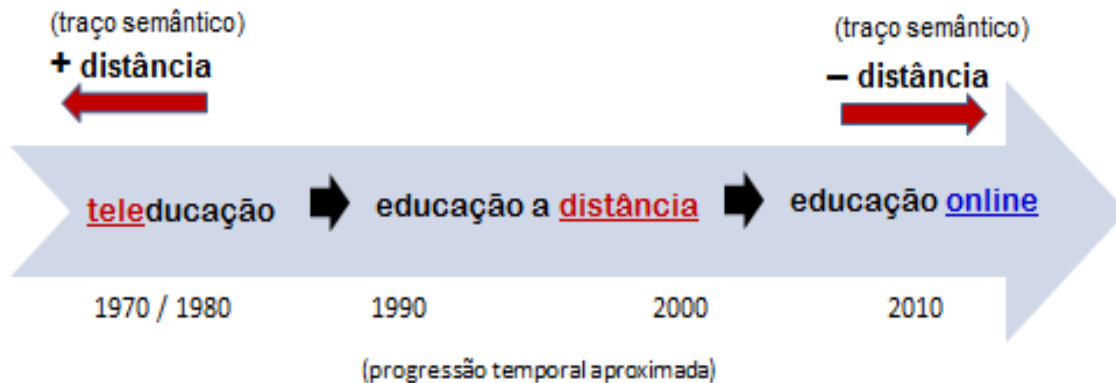 (traço semântico) (traço semântico)
+ distância – distância
teleducação educação a distância educação online
1970 / 1980 1990 2000 2010
(progressão temporal aproximada)